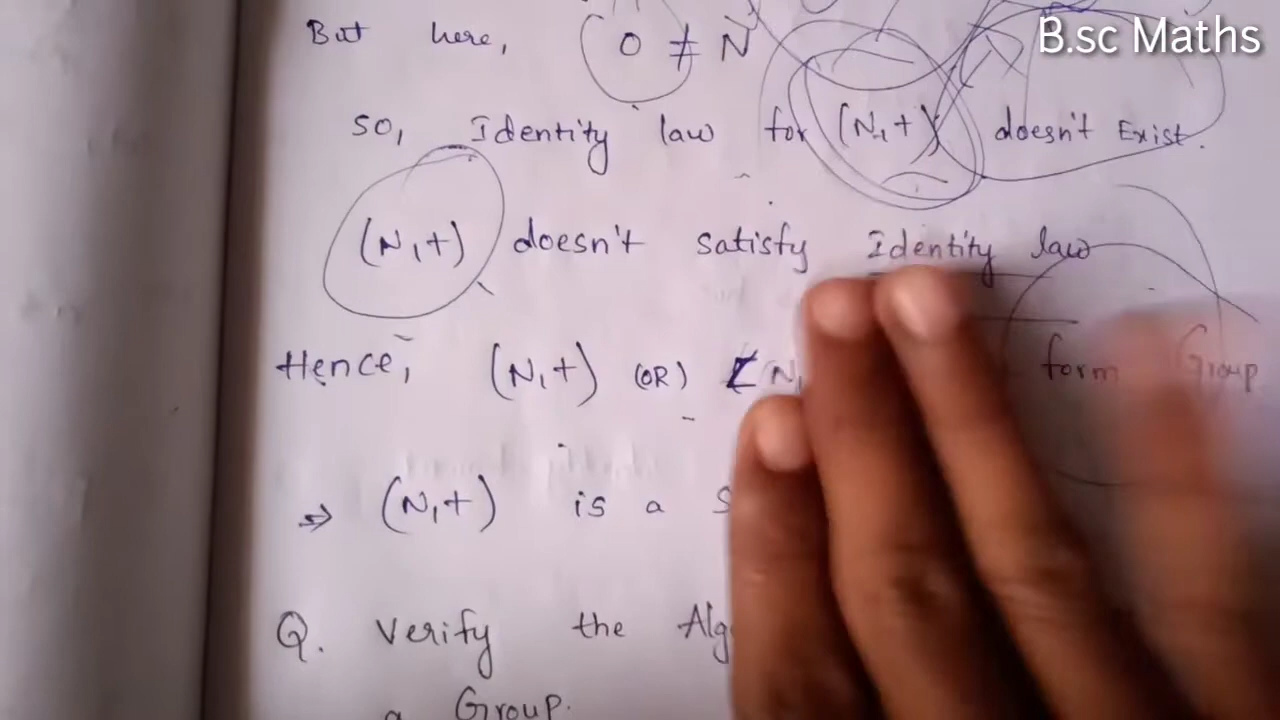 B.sc Maths
But here, 0 ≠ N
so, Identity law for (N,+) doesn't Exist.
(N,+) doesn't satisfy Identity law
Hence, (N,+) (OR) form Group
⇒ (N,+) is a
Q. Verify the
a Group.